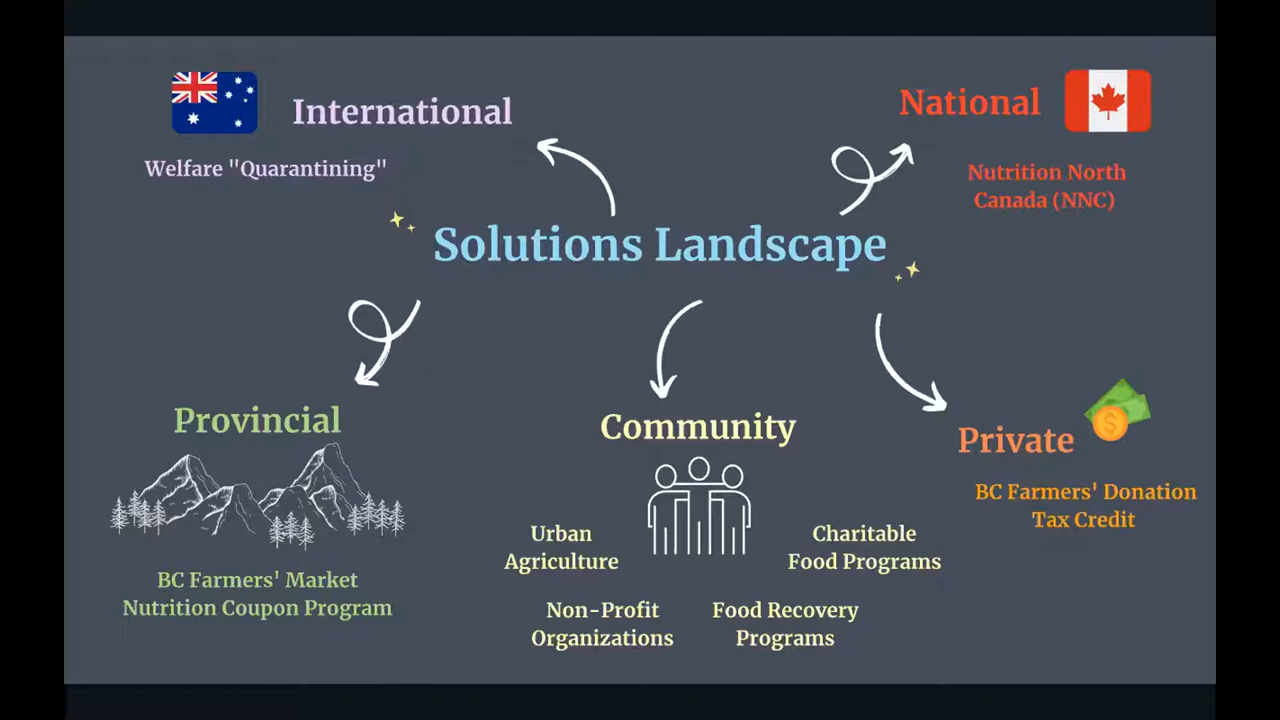 International
Welfare "Quarantining"
National
Nutrition North
Canada (NNC)
Solutions Landscape
Provincial
BC Farmers' Market
Nutrition Coupon Program
Community
Urban
Agriculture
Charitable
Food Programs
Non-Profit
Organizations
Food Recovery
Programs
Private
$
BC Farmers' Donation
Tax Credit